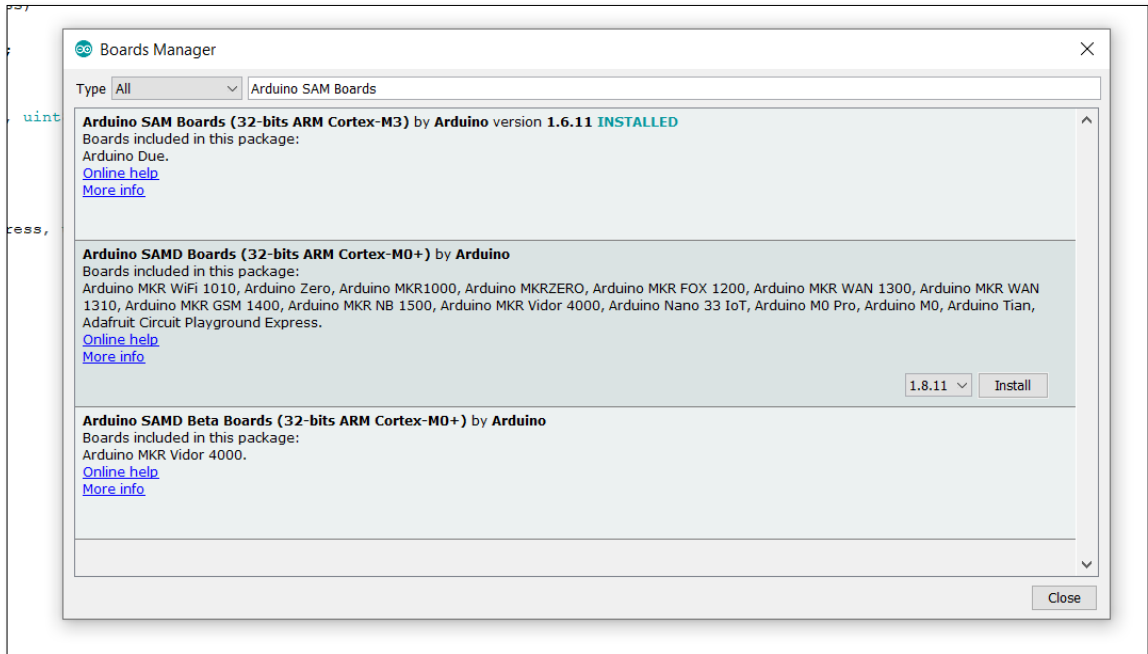 Boards Manager
Type All Arduino SAM Boards
, uint
Arduino SAM Boards (32-bits ARM Cortex-M3) by Arduino version 1.6.11 INSTALLED
Boards included in this package:
Arduino Due.
Online help
More info
ress,
Arduino SAMD Boards (32-bits ARM Cortex-M0+) by Arduino
Boards included in this package:
Arduino MKR WiFi 1010, Arduino Zero, Arduino MKR1000, Arduino MKRZERO, Arduino MKR FOX 1200, Arduino MKR WAN 1300, Arduino MKR WAN
1310, Arduino MKR GSM 1400, Arduino MKR NB 1500, Arduino MKR Vidor 4000, Arduino Nano 33 IoT, Arduino M0 Pro, Arduino M0, Arduino Tian,
Adafruit Circuit Playground Express.
Online help
More info
1.8.11 Install
Arduino SAMD Beta Boards (32-bits ARM Cortex-M0+) by Arduino
Boards included in this package:
Arduino MKR Vidor 4000.
Online help
More info
Close